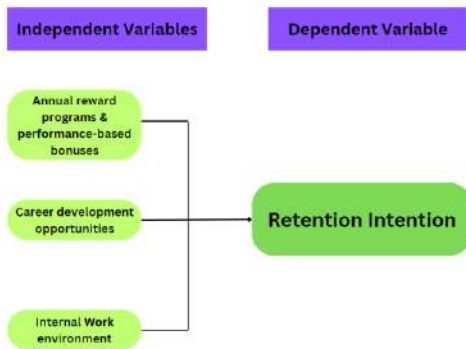 Independent Variables
Dependent Variable
Annual reward
programs &
performance-based
bonuses
Career development
opportunities
Retention Intention
Internal Work
environment